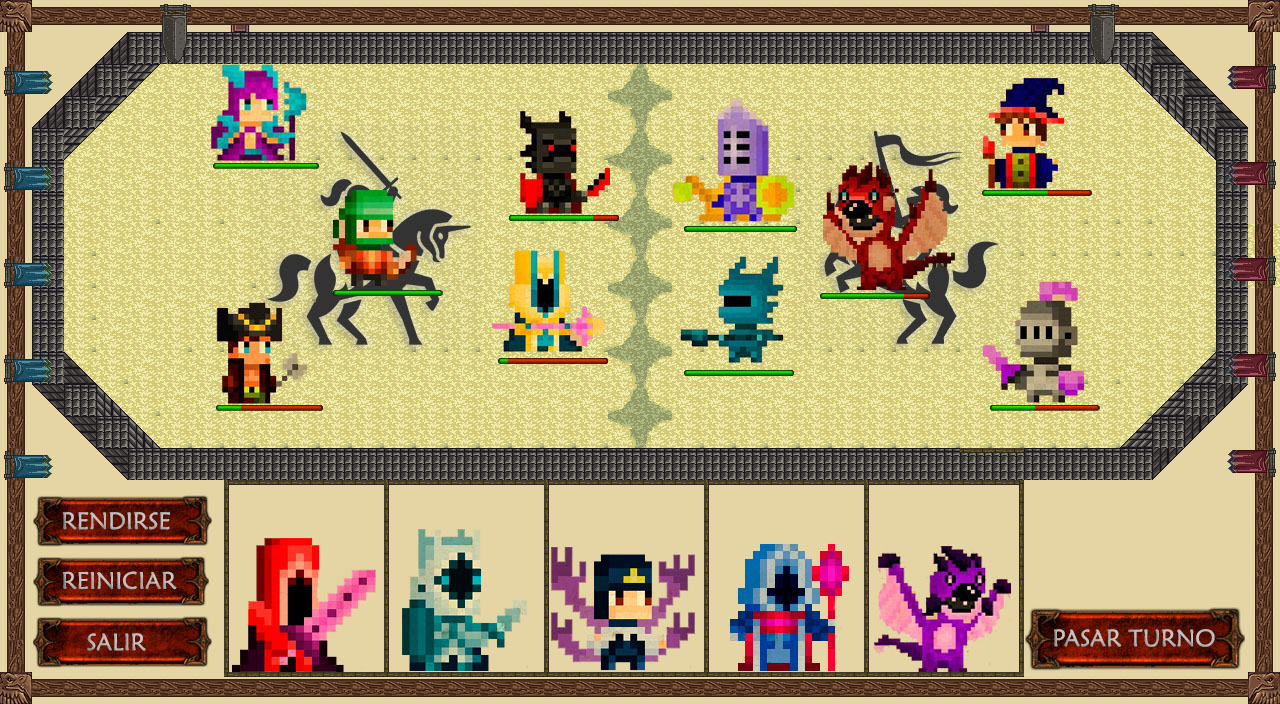 RENDIRSE
REINICIAR
SALIR
PASAR TURNO